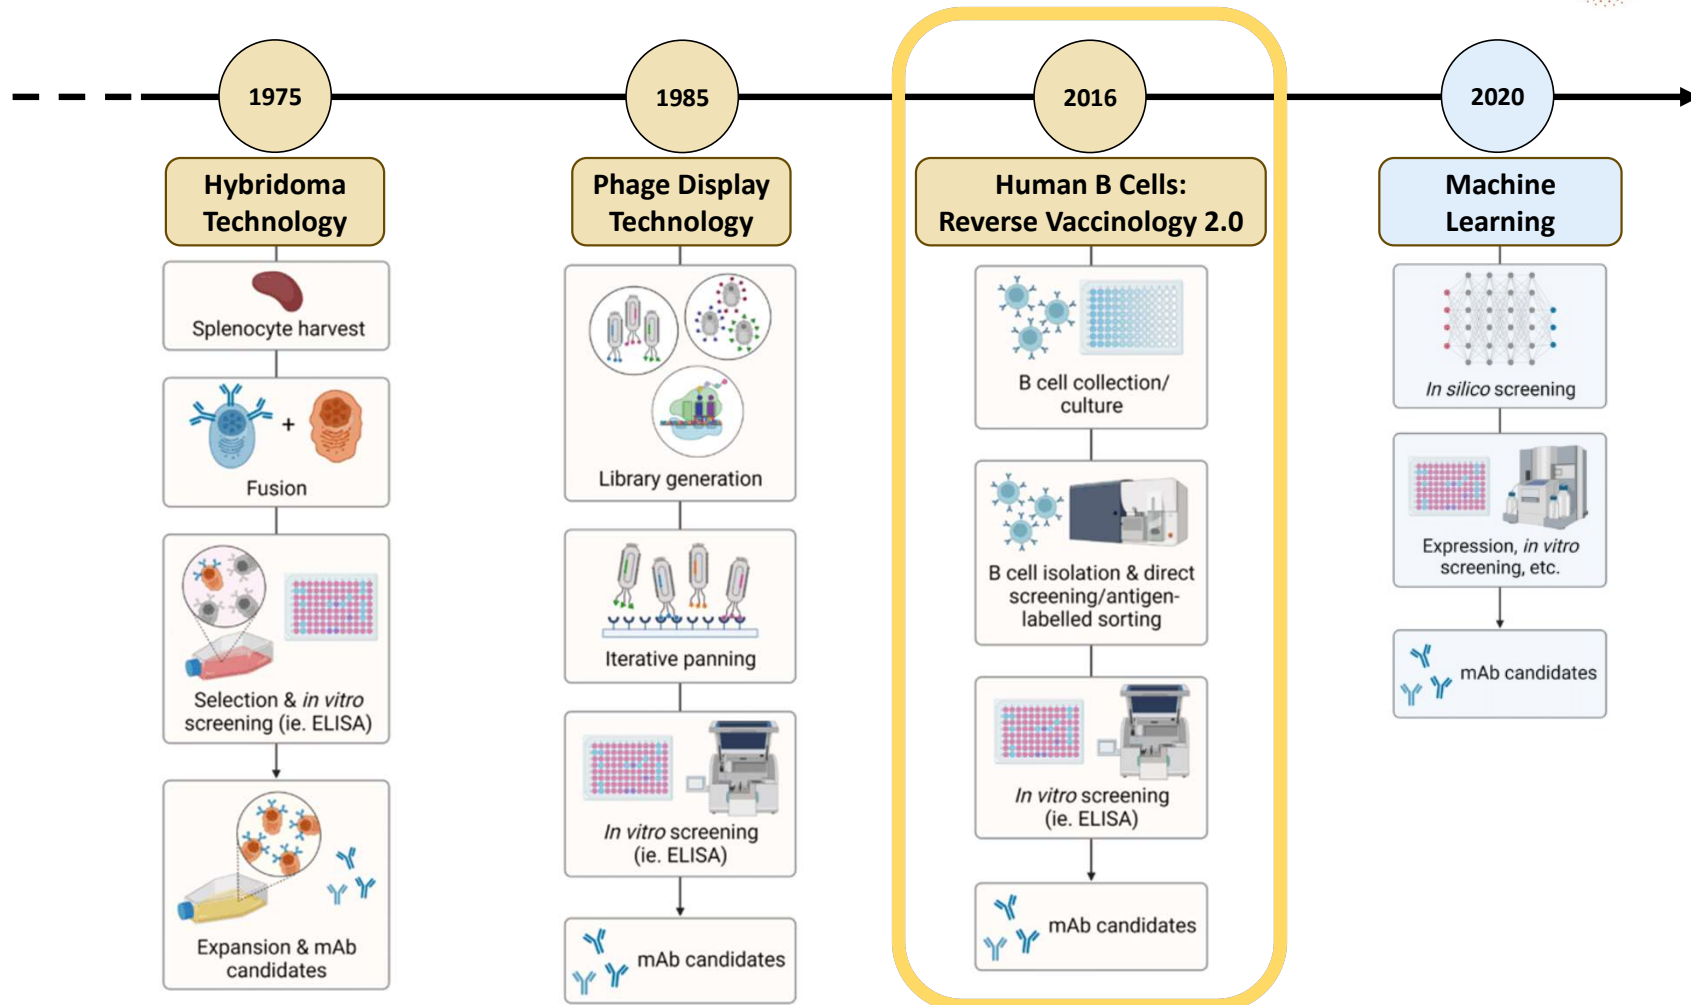 1975
1985
2016
2020
Hybridoma
Technology
Splenocyte harvest
+
Fusion
Selection & in vitro
screening (ie. ELISA)
Expansion & mAb
candidates
Phage Display
Technology
Library generation
Iterative panning
In vitro screening
(ie. ELISA)
mAb candidates
Human B Cells:
Reverse Vaccinology 2.0
B cell collection/
culture
B cell isolation & direct
screening/antigen-
labelled sorting
In vitro screening
(ie. ELISA)
mAb candidates
Machine
Learning
In silico screening
Expression, in vitro
screening, etc.
mAb candidates